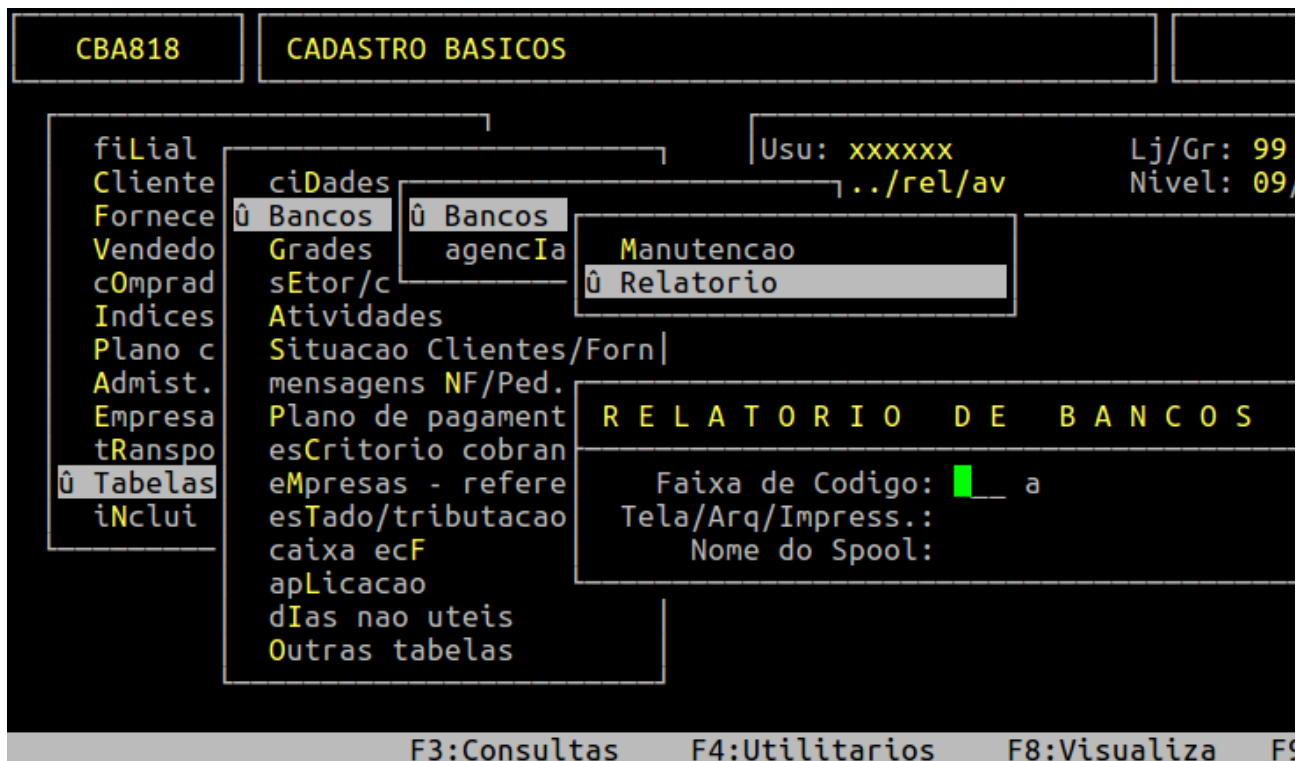 CBA818 CADASTRO BASICOS
fiLial
Cliente
Fornece
Vendedo
cOmprad
Indices
Plano c
Admist.
Empresa
tRanspo
û Tabelas
iNclui
ciDades
û Bancos
Grades
sEtor/c
Atividades
Situacao Clientes/Forn
mensagens NF/Ped.
Plano de pagament
esCritorio cobran
eMpresas - refere
esTado/tributacao
caixa ecF
apLicacao
dIas nao uteis
Outras tabelas
û Bancos
agencIa
Manutencao
û Relatorio
Usu: xxxxxx Lj/Gr: 99
../rel/av Nivel: 09/
R E L A T O R I O D E B A N C O S
Faixa de Codigo: __ a
Tela/Arq/Impress.:
Nome do Spool:
F3:Consultas F4:Utilitarios F8:Visualiza F9